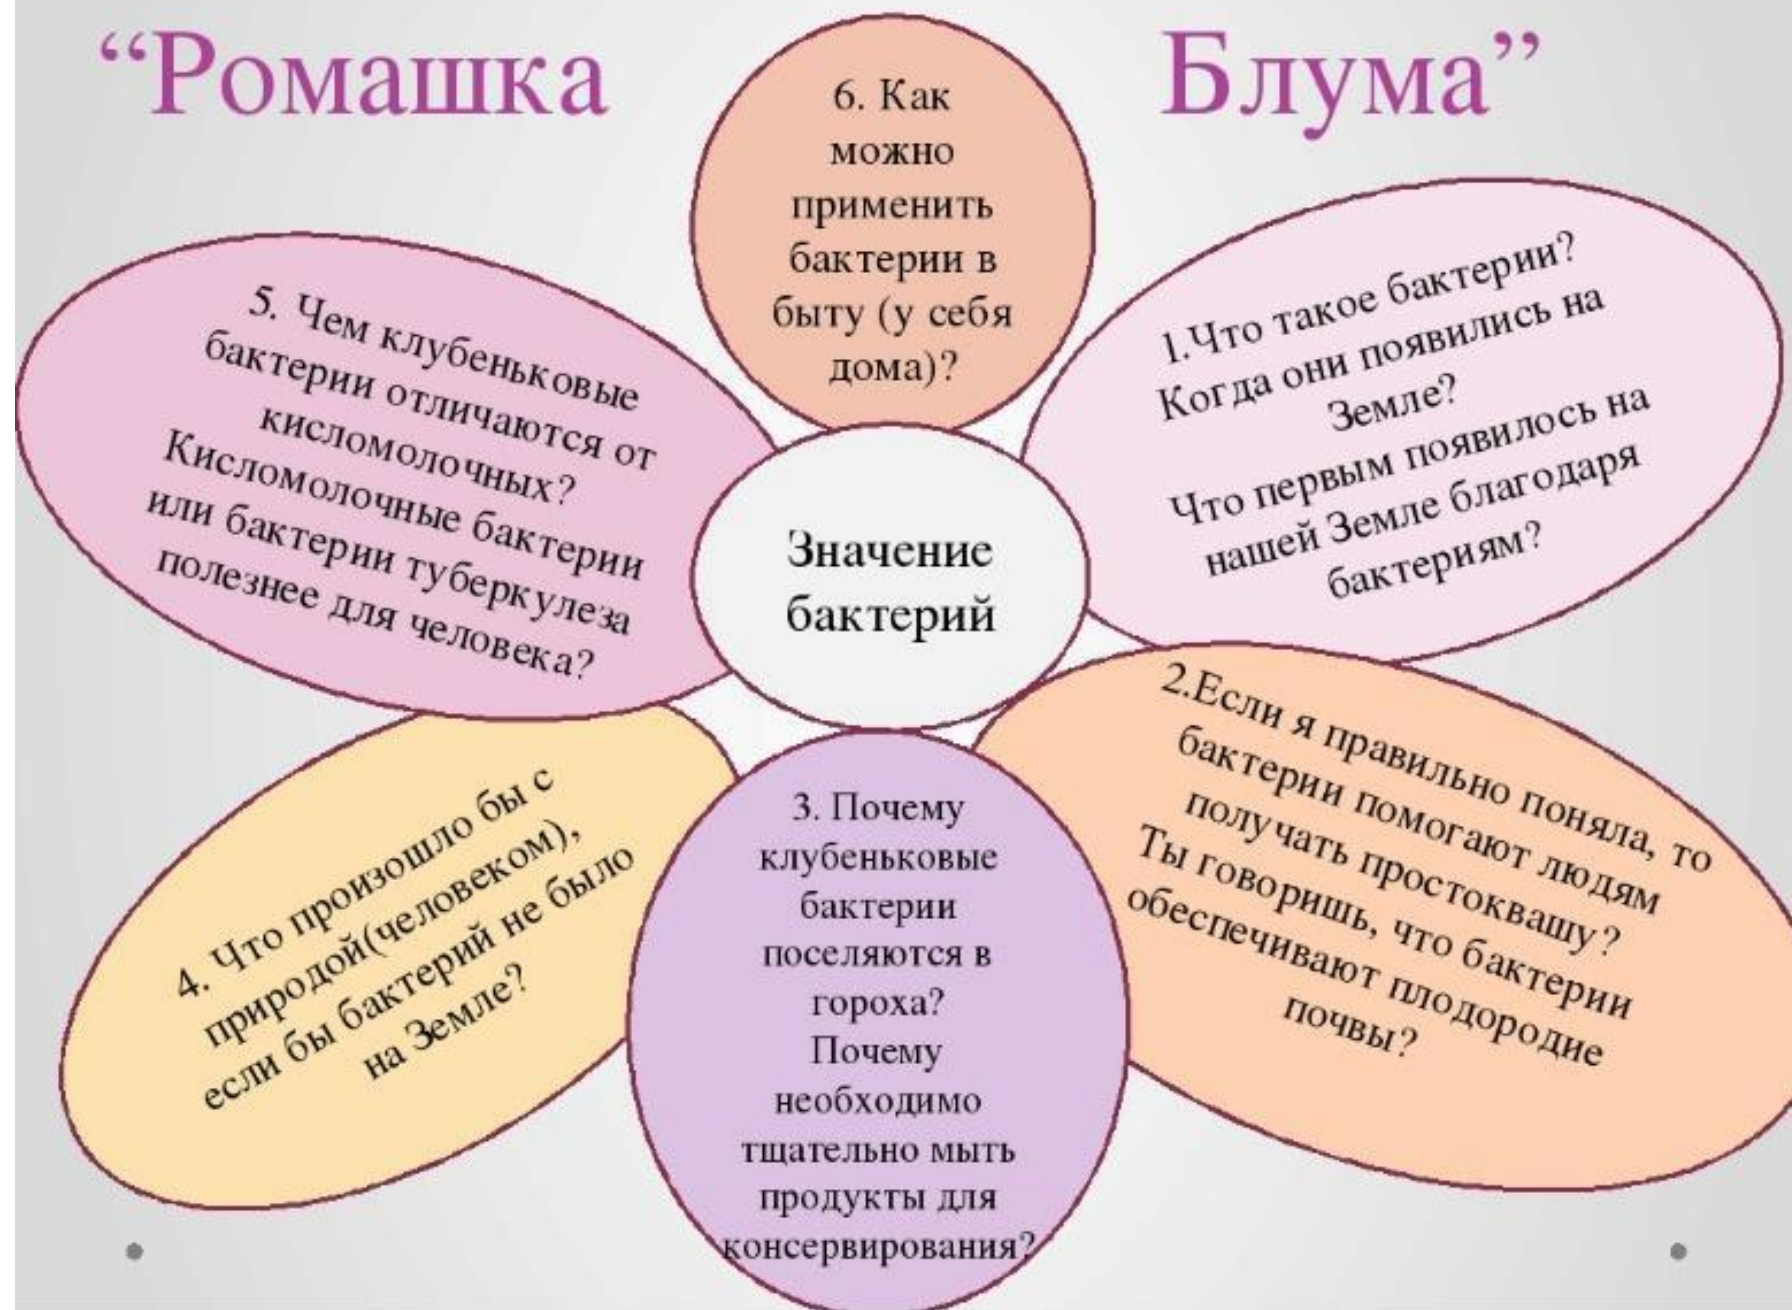 “Ромашка Блума”
6. Как
можно
применить
бактерии в
быту (у себя
дома)?
1.Что такое бактерии?
Когда они появились на
Земле?
Что первым появилось на
нашей Земле благодаря
бактериям?
2.Если я правильно поняла, то
бактерии помогают людям
получать простоквашу?
Ты говоришь, что бактерии
обеспечивают плодородие
почвы?
3. Почему
клубеньковые
бактерии
поселяются в
гороха?
Почему
необходимо
тщательно мыть
продукты для
консервирования?
4. Что произошло бы с
природой(человеком),
если бы бактерий не было
на Земле?
5. Чем клубеньковые
бактерии отличаются от
кисломолочных?
Кисломолочные бактерии
или бактерии туберкулеза
полезнее для человека?
Значение
бактерий